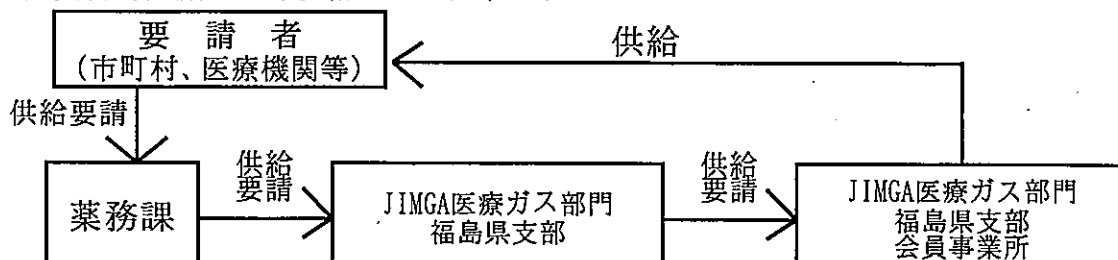 要請者
（市町村、医療機関等）
供給
供給要請
薬務課
供給
要請
JIMGA医療ガス部門
福島県支部
供給
要請
JIMGA医療ガス部門
福島県支部
会員事業所